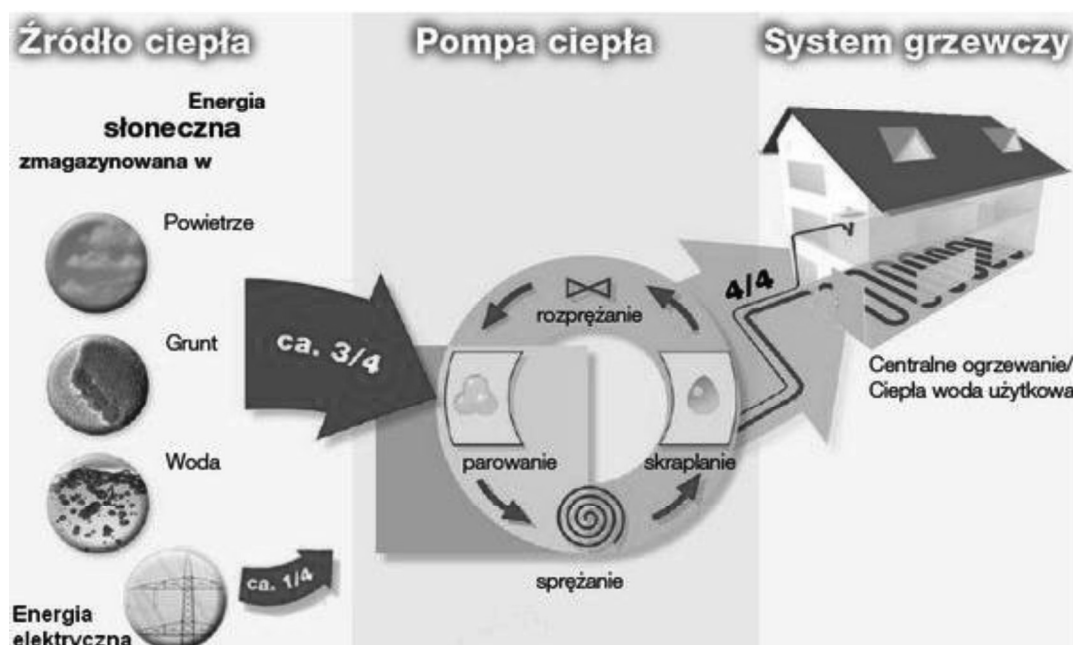 Źródło ciepła
Pompa ciepła
System grzewczy
Energia
słoneczna
zmagazynowana w
Powietrze
Grunt
Woda
Energia
elektryczna
ca. 3/4
ca. 1/4
rozprężanie
parowanie
skraplanie
sprężanie
4/4
Centralne ogrzewanie/
Ciepła woda użytkowa